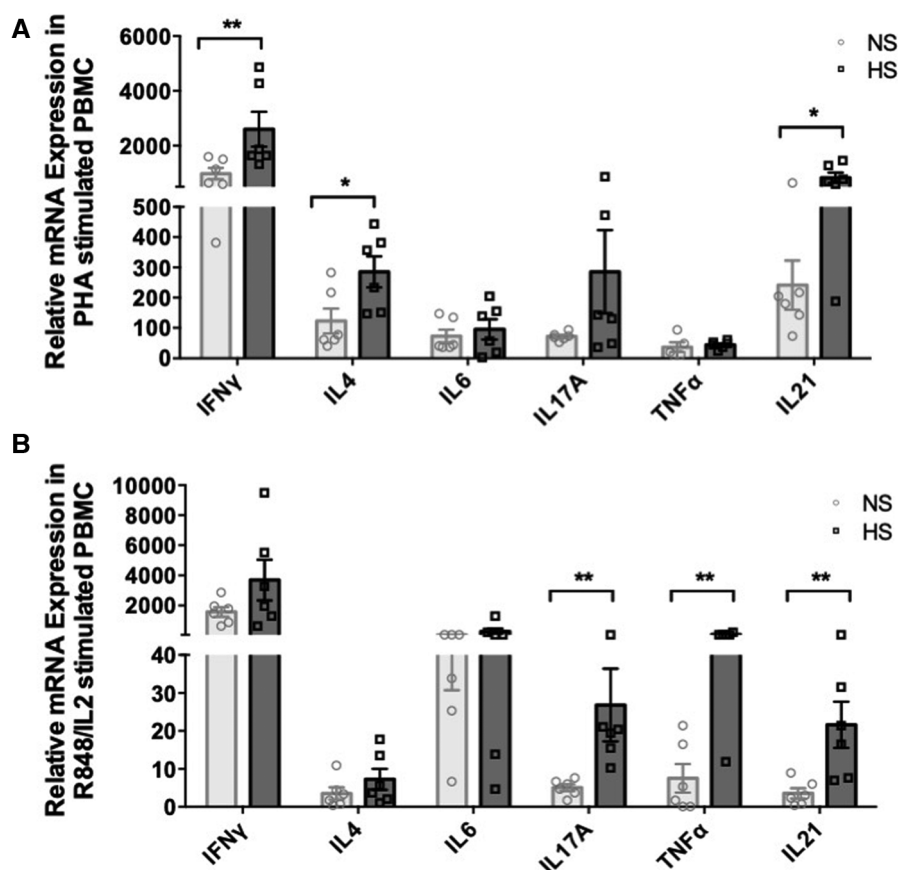 A
Relative mRNA Expression in
PHA stimulated PBMC
6000
4000
2000
500
400
300
200
100
0
**
*
*
NS
HS
IFNγ
IL4
IL6
IL17A
TNFα
IL21
B
Relative mRNA Expression in
R848/IL2 stimulated PBMC
10000
8000
6000
4000
2000
40
30
20
10
0
**
**
**
NS
HS
IFNγ
IL4
IL6
IL17A
TNFα
IL21